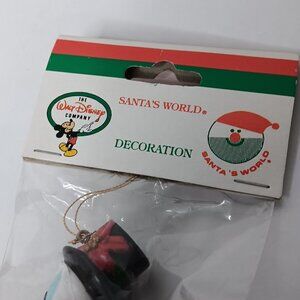 THE
WALT DISNEY
COMPANY
SANTA'S WORLD®
DECORATION
SANTA'S WORLD